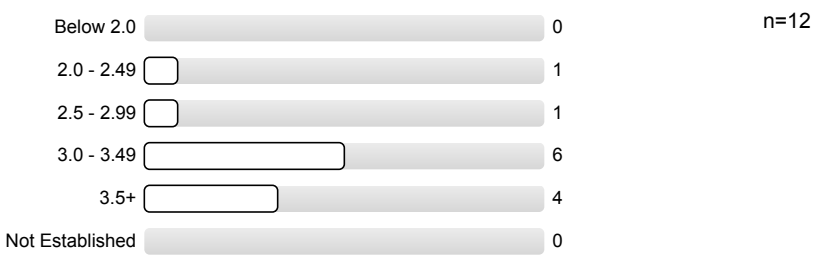 Below 2.0 0
n=12
2.0 - 2.49 1
2.5 - 2.99 1
3.0 - 3.49 6
3.5+ 4
Not Established 0